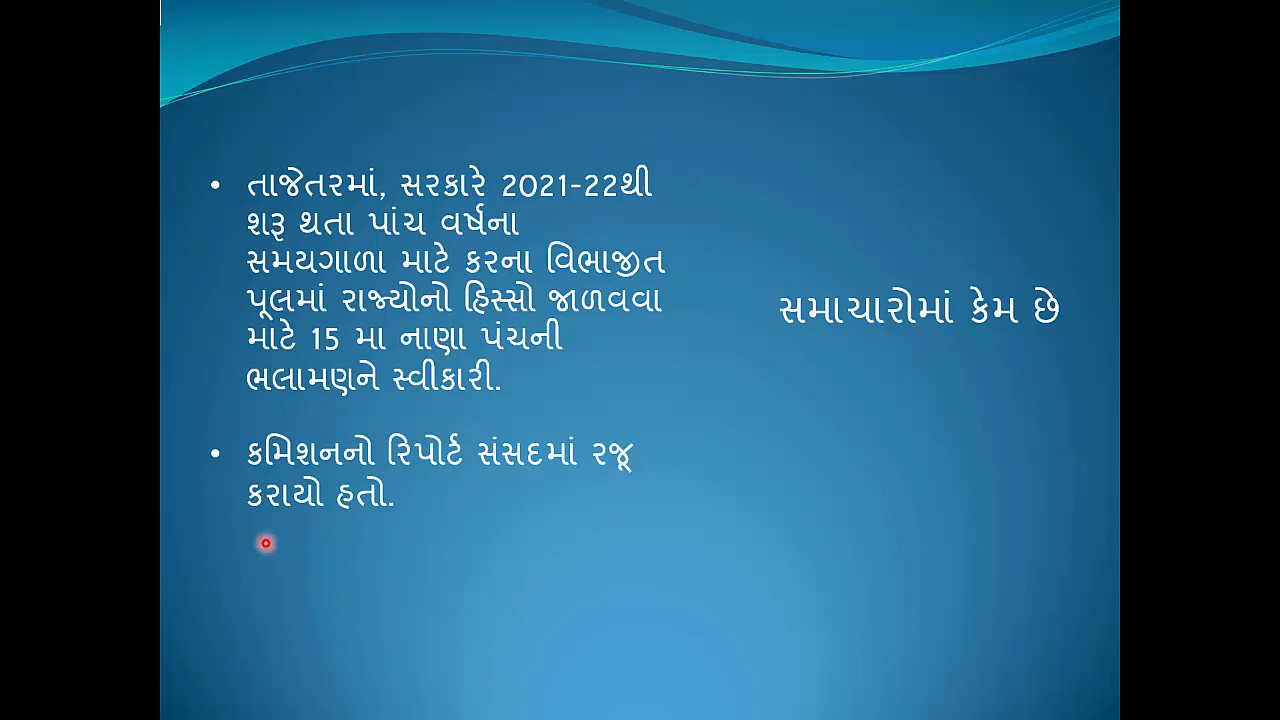 • તાજેતરમાં, સરકારે 2021-22થી
શરૂ થતા પાંચ વર્ષના
સમયગાળા માટે કરના વિભાજીત
પૂલમાં રાજ્યોનો હિસ્સો જાળવવા
માટે 15 મા નાણા પંચની
ભલામણને સ્વીકારી.
• કમિશનનો રિપોર્ટ સંસદમાં રજૂ
કરાયો હતો.
સમાચારોમાં કેમ છે